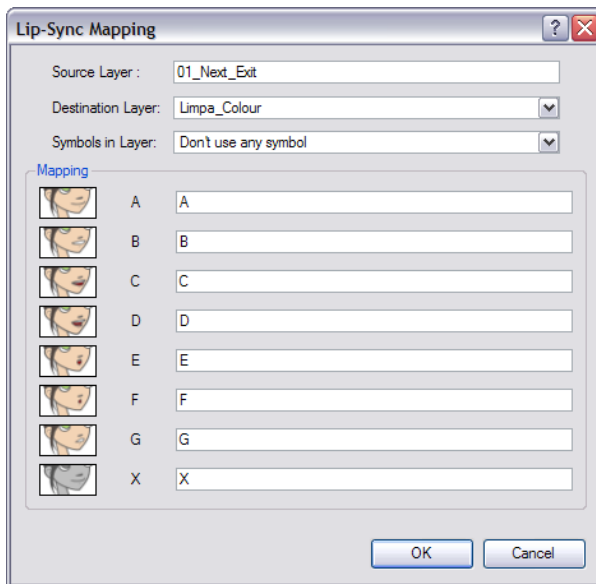 Lip-Sync Mapping
Source Layer : 01_Next_Exit
Destination Layer: Limpa_Colour
Symbols in Layer: Don't use any symbol
Mapping
A A
B B
C C
D D
E E
F F
G G
X X
OK Cancel